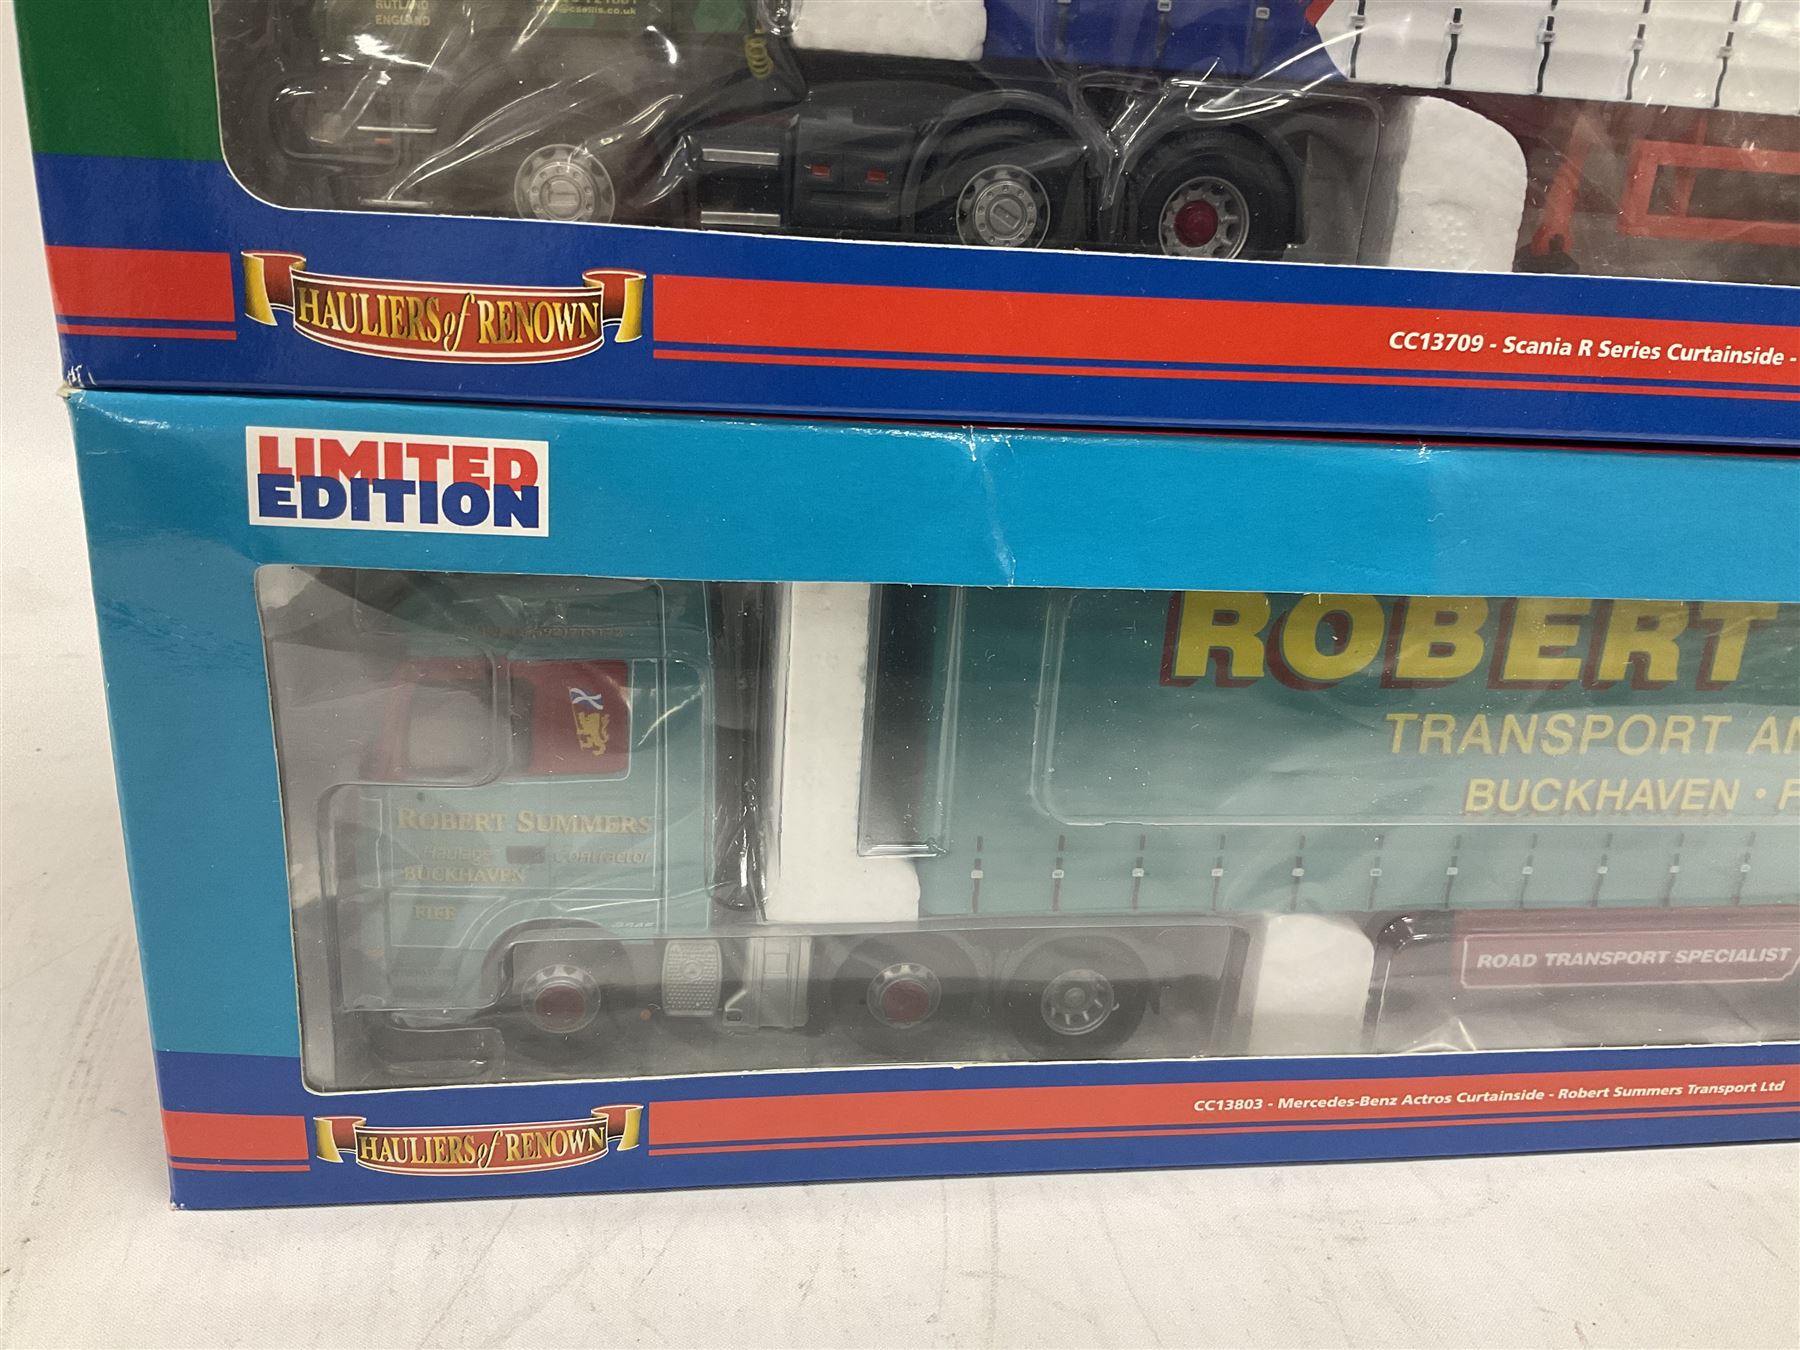 RUTLAND
ENGLAND
HAULIERS of RENOWN
CC13709 - Scania R Series Curtainside -
LIMITED
EDITION
ROBERT
TRANSPORT AN
BUCKHAVEN · F
ROBERT SUMMERS
Haulage Contractor
BUCKHAVEN
FIFE
ROAD TRANSPORT SPECIALIST
CC13803 - Mercedes-Benz Actros Curtainside - Robert Summers Transport Ltd
HAULIERS of RENOWN